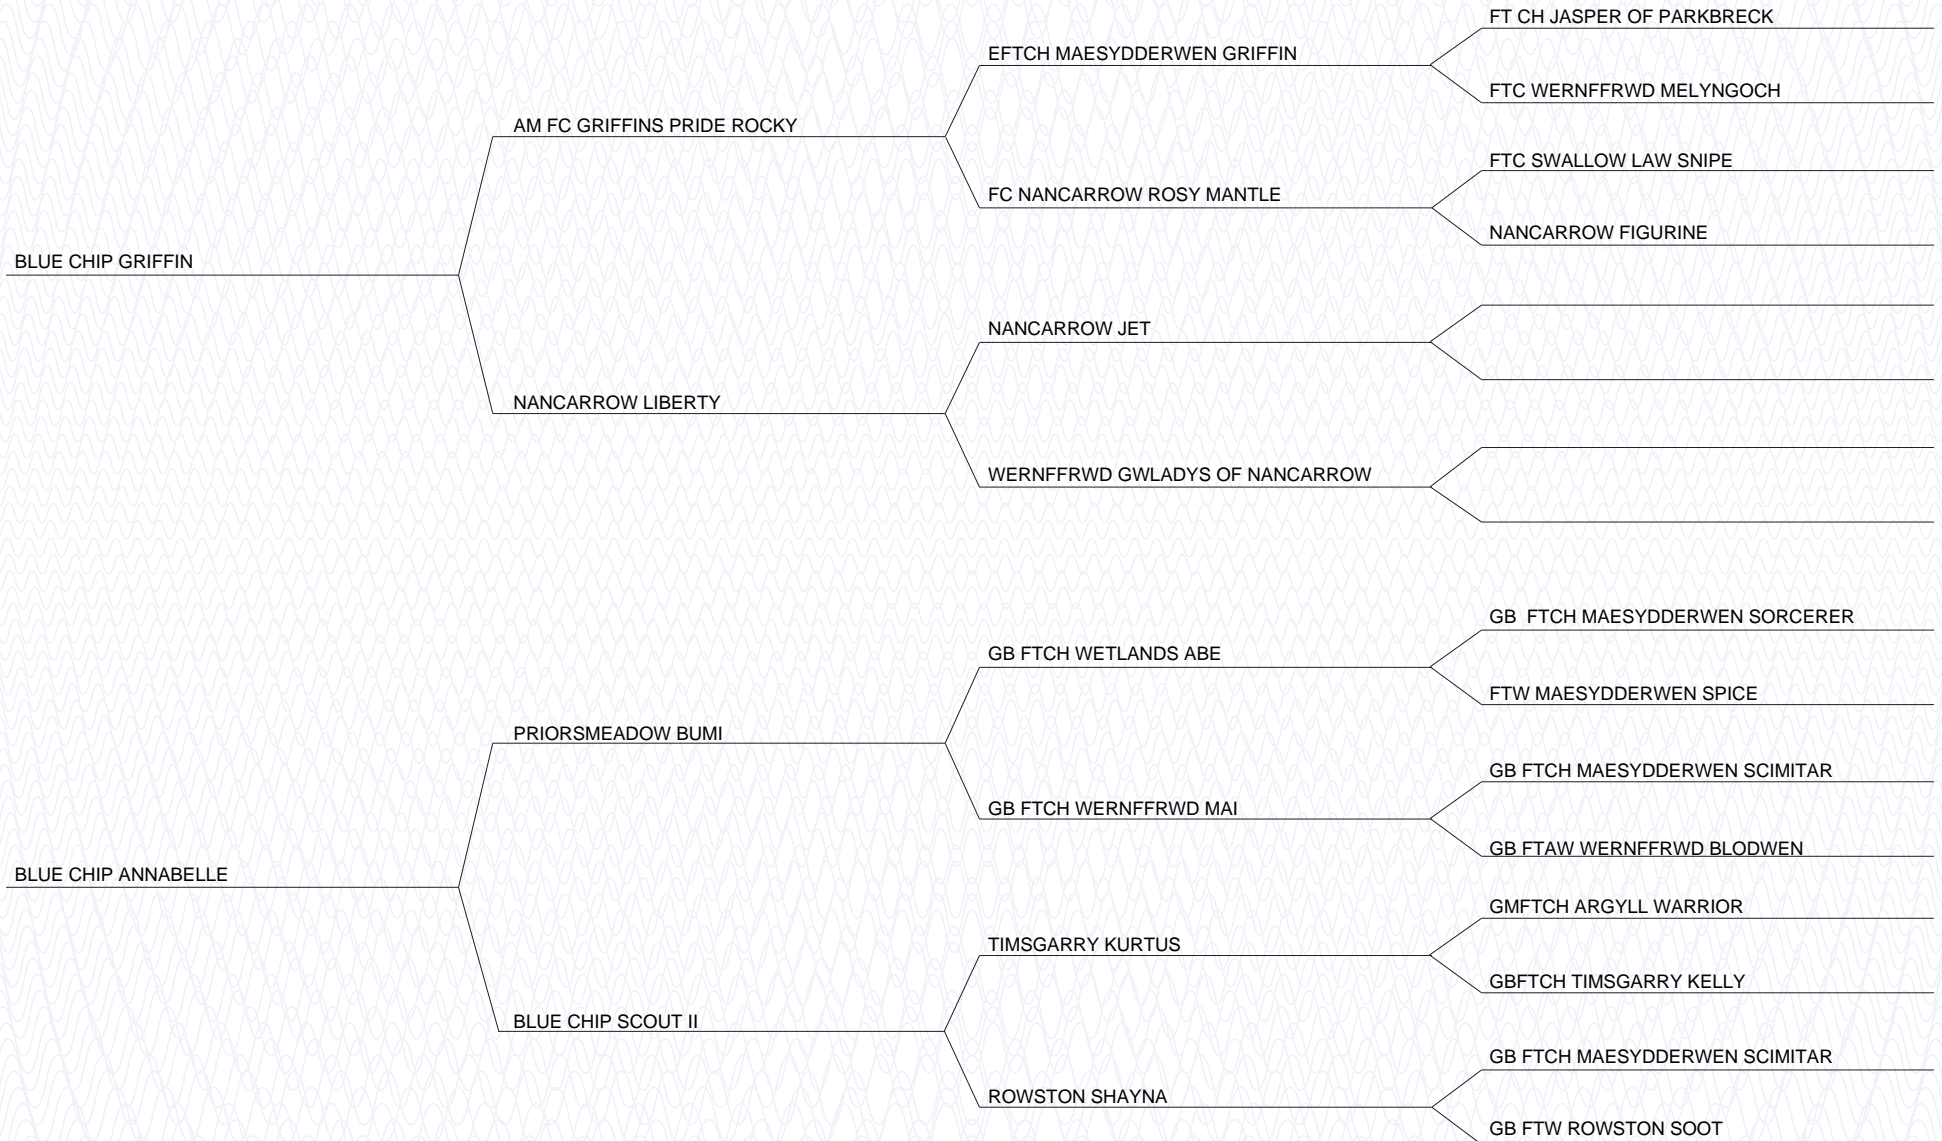 FT CH JASPER OF PARKBRECK
EFTCH MAESYDDERWEN GRIFFIN
FTC WERNFFRWD MELYNGOCH
AM FC GRIFFINS PRIDE ROCKY
FTC SWALLOW LAW SNIPE
FC NANCARROW ROSY MANTLE
NANCARROW FIGURINE
BLUE CHIP GRIFFIN
NANCARROW JET
NANCARROW LIBERTY
WERNFFRWD GWLADYS OF NANCARROW
GB  FTCH MAESYDDERWEN SORCERER
GB FTCH WETLANDS ABE
FTW MAESYDDERWEN SPICE
PRIORSMEADOW BUMI
GB FTCH MAESYDDERWEN SCIMITAR
GB FTCH WERNFFRWD MAI
GB FTAW WERNFFRWD BLODWEN
BLUE CHIP ANNABELLE
GMFTCH ARGYLL WARRIOR
TIMSGARRY KURTUS
GBFTCH TIMSGARRY KELLY
BLUE CHIP SCOUT II
GB FTCH MAESYDDERWEN SCIMITAR
ROWSTON SHAYNA
GB FTW ROWSTON SOOT